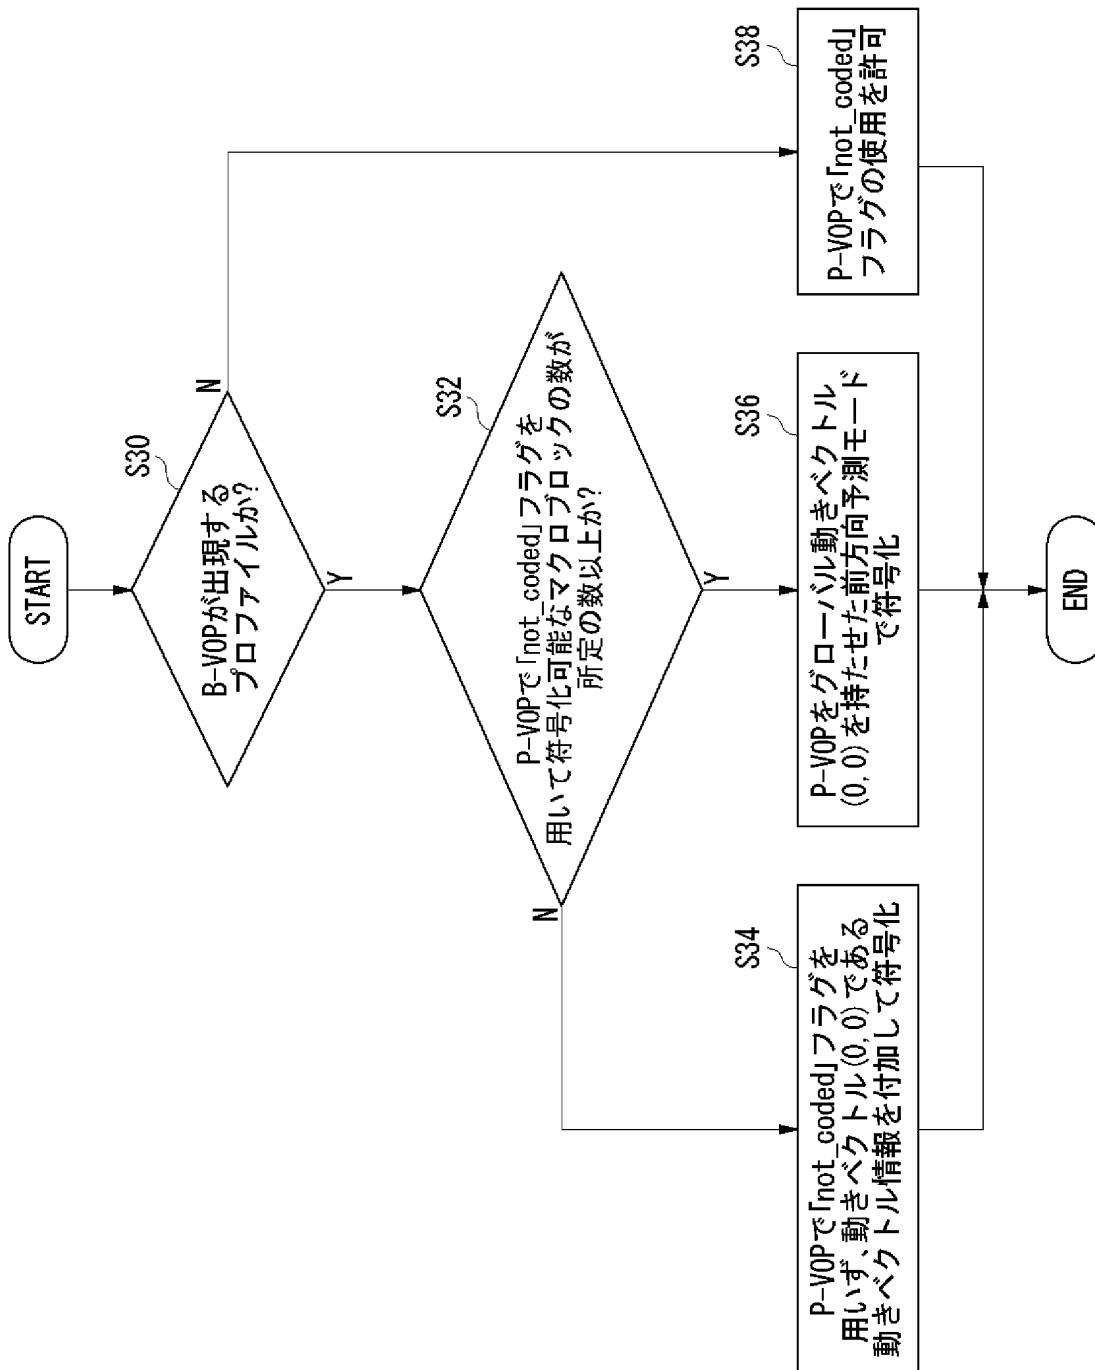 START
S30
B-VOPが出現する
プロファイルか?
N
Y
S32
P-VOPで「not_coded」フラグを
用いて符号化可能なマクロブロックの数が
所定の数以上か?
N
Y
S34
P-VOPで「not_coded」フラグを
用いず、動きベクトル(0,0)である
動きベクトル情報を付加して符号化
S36
P-VOPをグローバル動きベクトル
(0,0)を持たせた前方向予測モード
で符号化
S38
P-VOPで「not_coded」
フラグの使用を許可
END